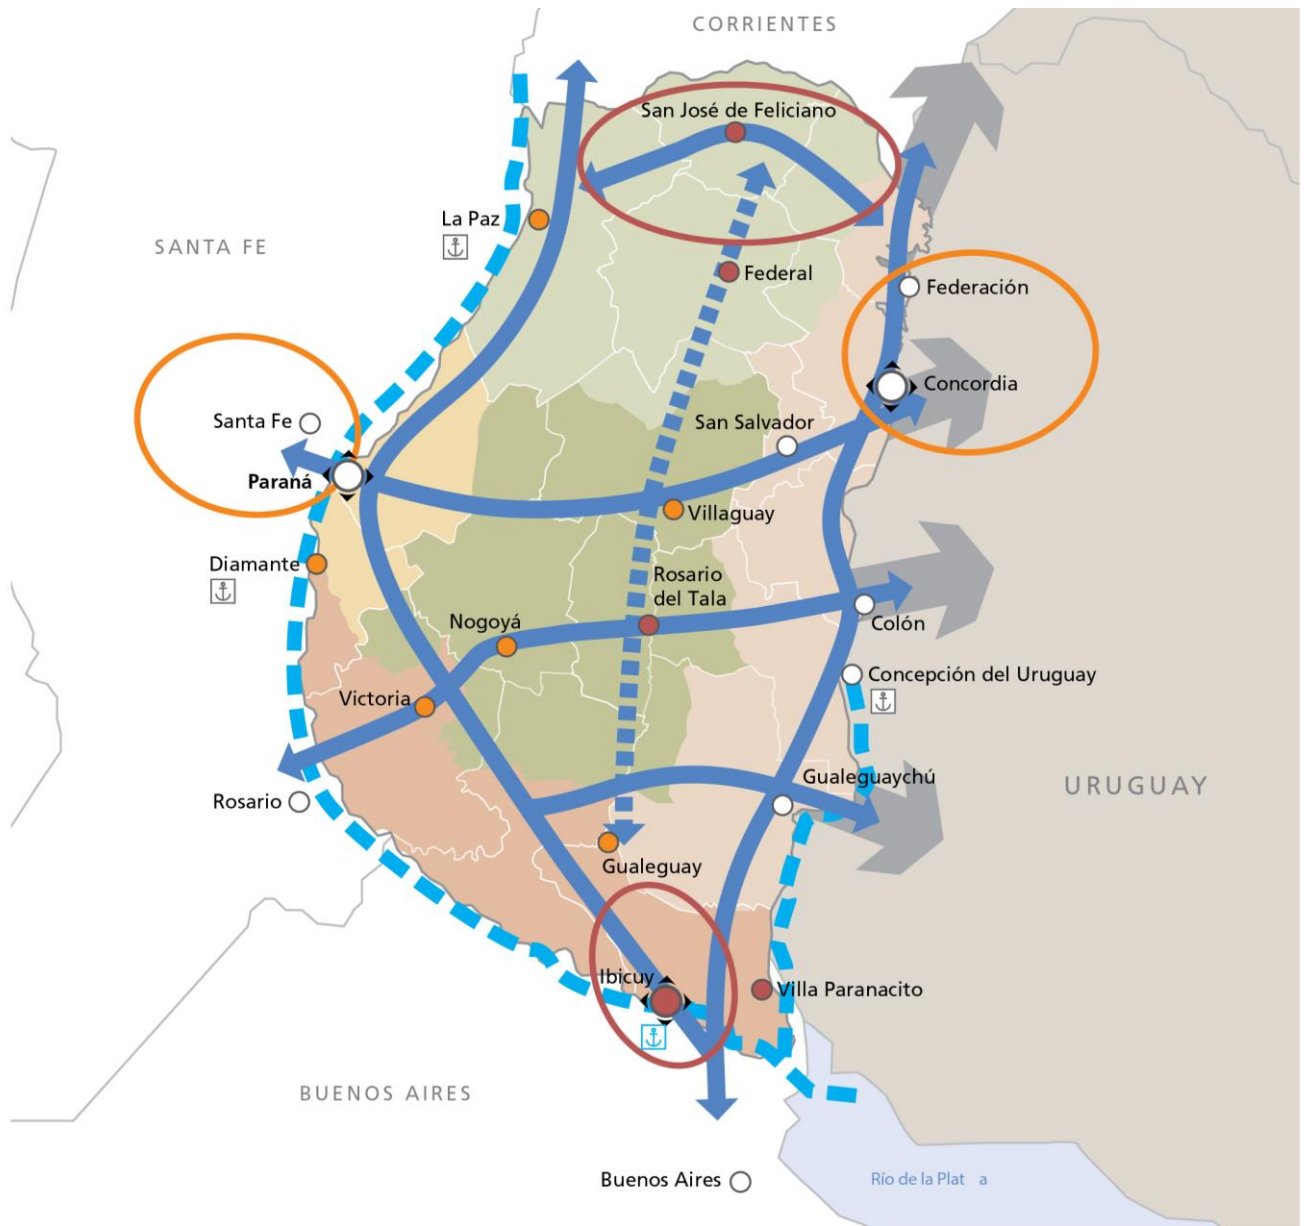 CORRIENTES
San José de Feliciano
La Paz
SANTA FE
Federal
Federación
Concordia
Santa Fe
San Salvador
Paraná
Villaguay
Diamante
Rosario
del Tala
Nogoyá
Colón
Concepción del Uruguay
Victoria
Gualeguaychú
URUGUAY
Rosario
Gualeguay
Ibicuy
Villa Paranacito
BUENOS AIRES
Buenos Aires
Río de la Plat a